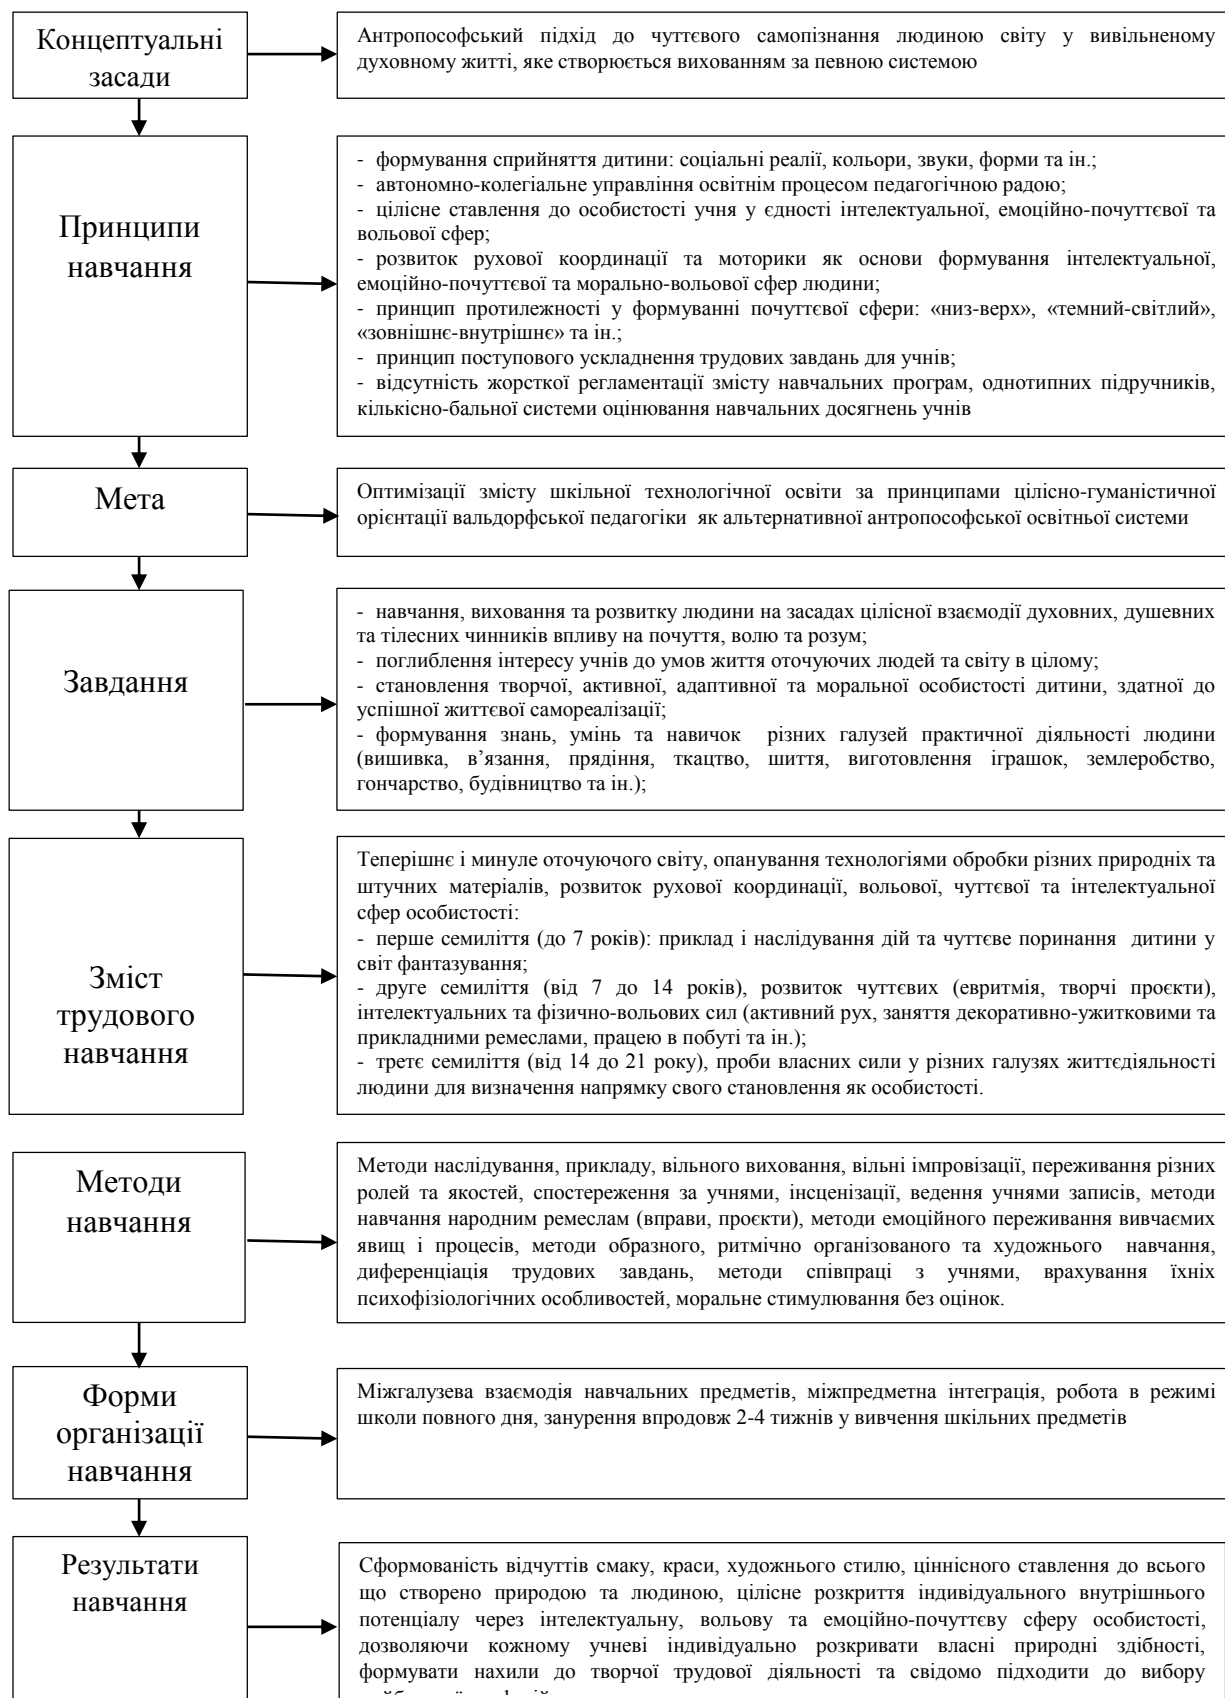 Концептуальні
засади
Антропософський підхід до чуттєвого самопізнання людиною світу у вивільненому
духовному житті, яке створюється вихованням за певною системою
Принципи
навчання
- формування сприйняття дитини: соціальні реалії, кольори, звуки, форми та ін.;
- автономно-колегіальне управління освітнім процесом педагогічною радою;
- цілісне ставлення до особистості учня у єдності інтелектуальної, емоційно-почуттєвої та
вольової сфер;
- розвиток рухової координації та моторики як основи формування інтелектуальної,
емоційно-почуттєвої та морально-вольової сфер людини;
- принцип протилежності у формуванні почуттєвої сфери: «низ-верх», «темний-світлий»,
«зовнішнє-внутрішнє» та ін.;
- принцип поступового ускладнення трудових завдань для учнів;
- відсутність жорсткої регламентації змісту навчальних програм, однотипних підручників,
кількісно-бальної системи оцінювання навчальних досягнень учнів
Мета
Оптимізації змісту шкільної технологічної освіти за принципами цілісно-гуманістичної
орієнтації вальдорфської педагогіки як альтернативної антропософської освітньої системи
Завдання
- навчання, виховання та розвитку людини на засадах цілісної взаємодії духовних, душевних
та тілесних чинників впливу на почуття, волю та розум;
- поглиблення інтересу учнів до умов життя оточуючих людей та світу в цілому;
- становлення творчої, активної, адаптивної та моральної особистості дитини, здатної до
успішної життєвої самореалізації;
- формування знань, умінь та навичок різних галузей практичної діяльності людини
(вишивка, в’язання, прядіння, ткацтво, шиття, виготовлення іграшок, землеробство,
гончарство, будівництво та ін.);
Зміст
трудового
навчання
Теперішнє і минуле оточуючого світу, опанування технологіями обробки різних природніх та
штучних матеріалів, розвиток рухової координації, вольової, чуттєвої та інтелектуальної
сфер особистості:
- перше семиліття (до 7 років): приклад і наслідування дій та чуттєве поринання дитини у
світ фантазування;
- друге семиліття (від 7 до 14 років), розвиток чуттєвих (евритмія, творчі проєкти),
інтелектуальних та фізично-вольових сил (активний рух, заняття декоративно-ужитковими та
прикладними ремеслами, працею в побуті та ін.);
- третє семиліття (від 14 до 21 року), проби власних сили у різних галузях життєдіяльності
людини для визначення напрямку свого становлення як особистості.
Методи
навчання
Методи наслідування, прикладу, вільного виховання, вільні імпровізації, переживання різних
ролей та якостей, спостереження за учнями, інсценізації, ведення учнями записів, методи
навчання народним ремеслам (вправи, проєкти), методи емоційного переживання вивчаємих
явищ і процесів, методи образного, ритмічно організованого та художнього навчання,
диференціація трудових завдань, методи співпраці з учнями, врахування їхніх
психофізіологічних особливостей, моральне стимулювання без оцінок.
Форми
організації
навчання
Міжгалузева взаємодія навчальних предметів, міжпредметна інтеграція, робота в режимі
школи повного дня, занурення впродовж 2-4 тижнів у вивчення шкільних предметів
Результати
навчання
Сформованість відчуттів смаку, краси, художнього стилю, ціннісного ставлення до всього
що створено природою та людиною, цілісне розкриття індивідуального внутрішнього
потенціалу через інтелектуальну, вольову та емоційно-почуттєву сферу особистості,
дозволяючи кожному учневі індивідуально розкривати власні природні здібності,
формувати нахили до творчої трудової діяльності та свідомо підходити до вибору